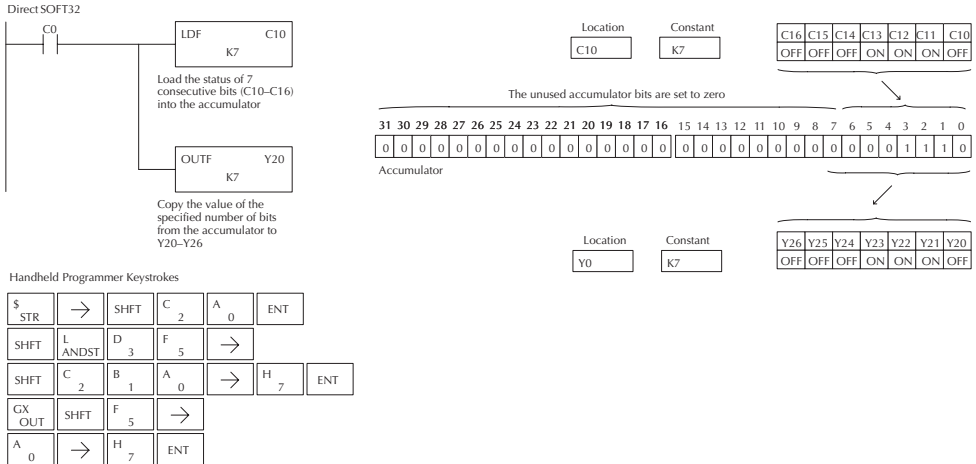 Direct SOFT32
C0
LDF C10
K7
Load the status of 7
consecutive bits (C10–C16)
into the accumulator
OUTF Y20
K7
Copy the value of the
specified number of bits
from the accumulator to
Y20–Y26
Location Constant
C10 K7
C16 C15 C14 C13 C12 C11 C10
OFF OFF OFF ON ON ON OFF
The unused accumulator bits are set to zero
31 30 29 28 27 26 25 24 23 22 21 20 19 18 17 16 15 14 13 12 11 10 9 8 7 6 5 4 3 2 1 0
0 0 0 0 0 0 0 0 0 0 0 0 0 0 0 0 0 0 0 0 0 0 0 0 0 0 0 0 1 1 1 0
Accumulator
Location Constant
Y0 K7
Y26 Y25 Y24 Y23 Y22 Y21 Y20
OFF OFF OFF ON ON ON OFF
Handheld Programmer Keystrokes
$ STR → SHFT C 2 A 0 ENT
SHFT L ANDST D 3 F 5 →
SHFT C 2 B 1 A 0 → H 7 ENT
GX OUT SHFT F 5 →
A 0 → H 7 ENT